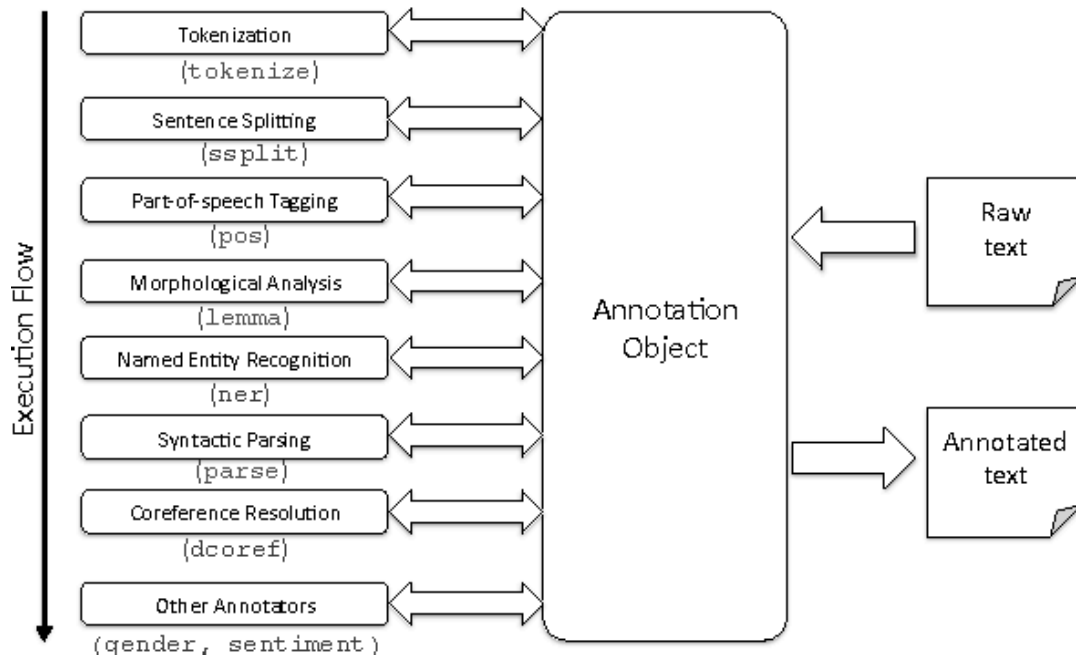 Execution Flow
Tokenization
(tokenize)
Sentence Splitting
(ssplit)
Part-of-speech Tagging
(pos)
Morphological Analysis
(lemma)
Named Entity Recognition
(ner)
Syntactic Parsing
(parse)
Coreference Resolution
(dcoref)
Other Annotators
(gender, sentiment)
Annotation
Object
Raw
text
Annotated
text